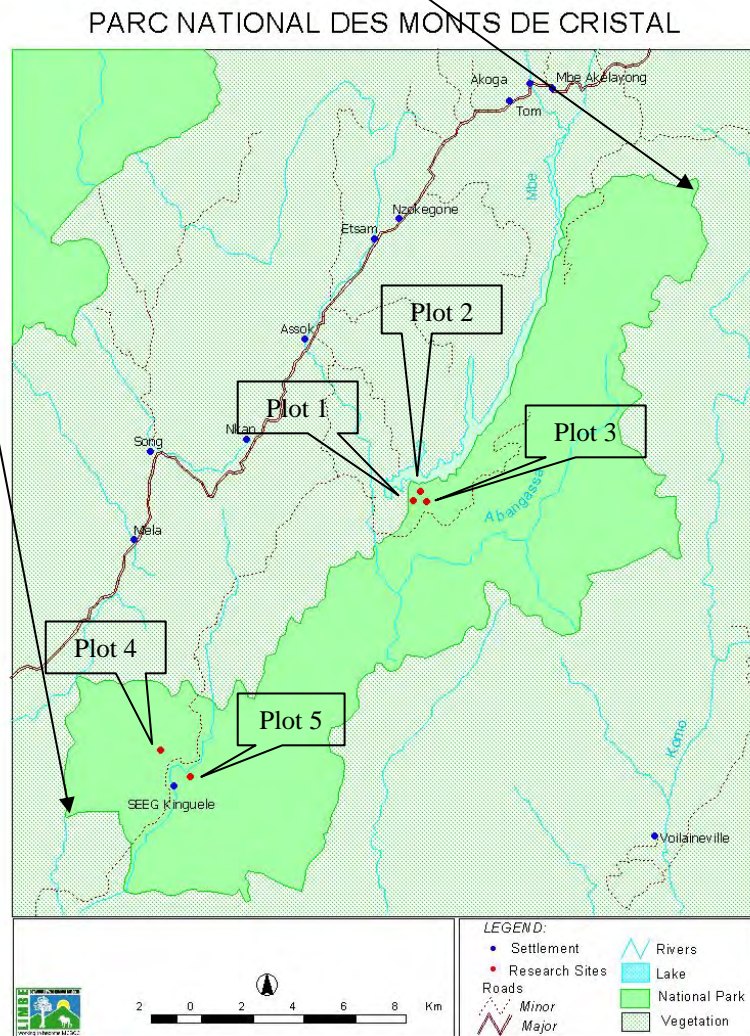 PARC NATIONAL DES MONTS DE CRISTAL
Akoga
Mbe Akelayong
Tom
Mbe
Nzokegone
Etsam
Plot 2
Assok
Plot 1
Nkan
Plot 3
Song
Abangasse
Mela
Plot 4
Plot 5
Komo
SEEG Kinguele
Voilaineville
LEGEND:
Settlement
Research Sites
Roads
Minor
Major
Rivers
Lake
National Park
Vegetation
2 0 2 4 6 8 Km
LIMBE